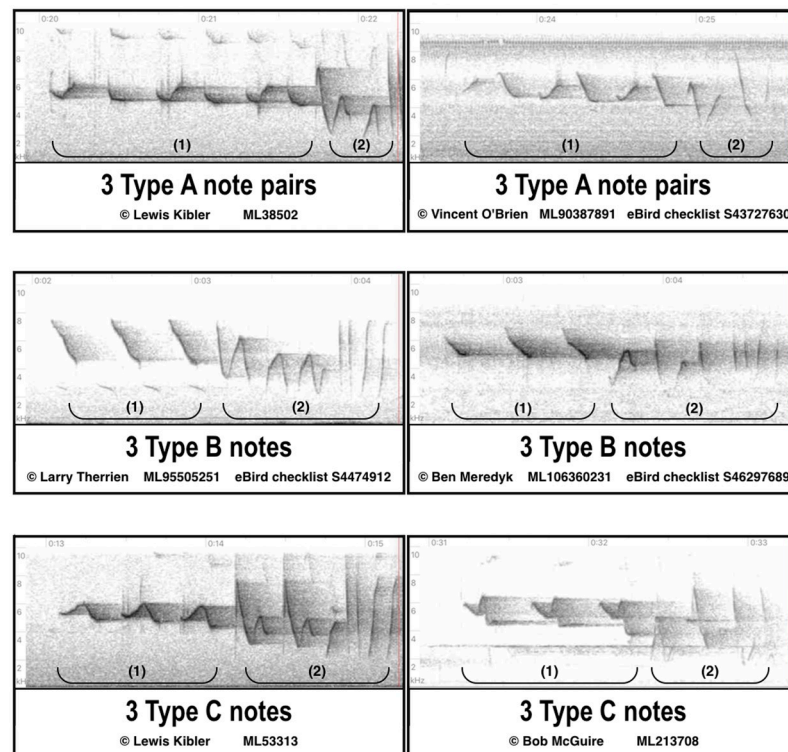 0:20 0:21 0:22
10
8
6
4
2
kHz
(1) (2)
3 Type A note pairs
© Lewis Kibler ML38502
0:24 0:25
10
8
6
4
2
kHz
(1) (2)
3 Type A note pairs
© Vincent O'Brien ML90387891 eBird checklist S43727630
0:02 0:03 0:04
10
8
6
4
2
kHz
(1) (2)
3 Type B notes
© Larry Therrien ML95505251 eBird checklist S4474912
0:03 0:04
10
8
6
4
2
kHz
(1) (2)
3 Type B notes
© Ben Meredyk ML106360231 eBird checklist S46297689
0:13 0:14 0:15
10
8
6
4
2
kHz
(1) (2)
3 Type C notes
© Lewis Kibler ML53313
0:31 0:32 0:33
10
8
6
4
2
kHz
(1) (2)
3 Type C notes
© Bob McGuire ML213708